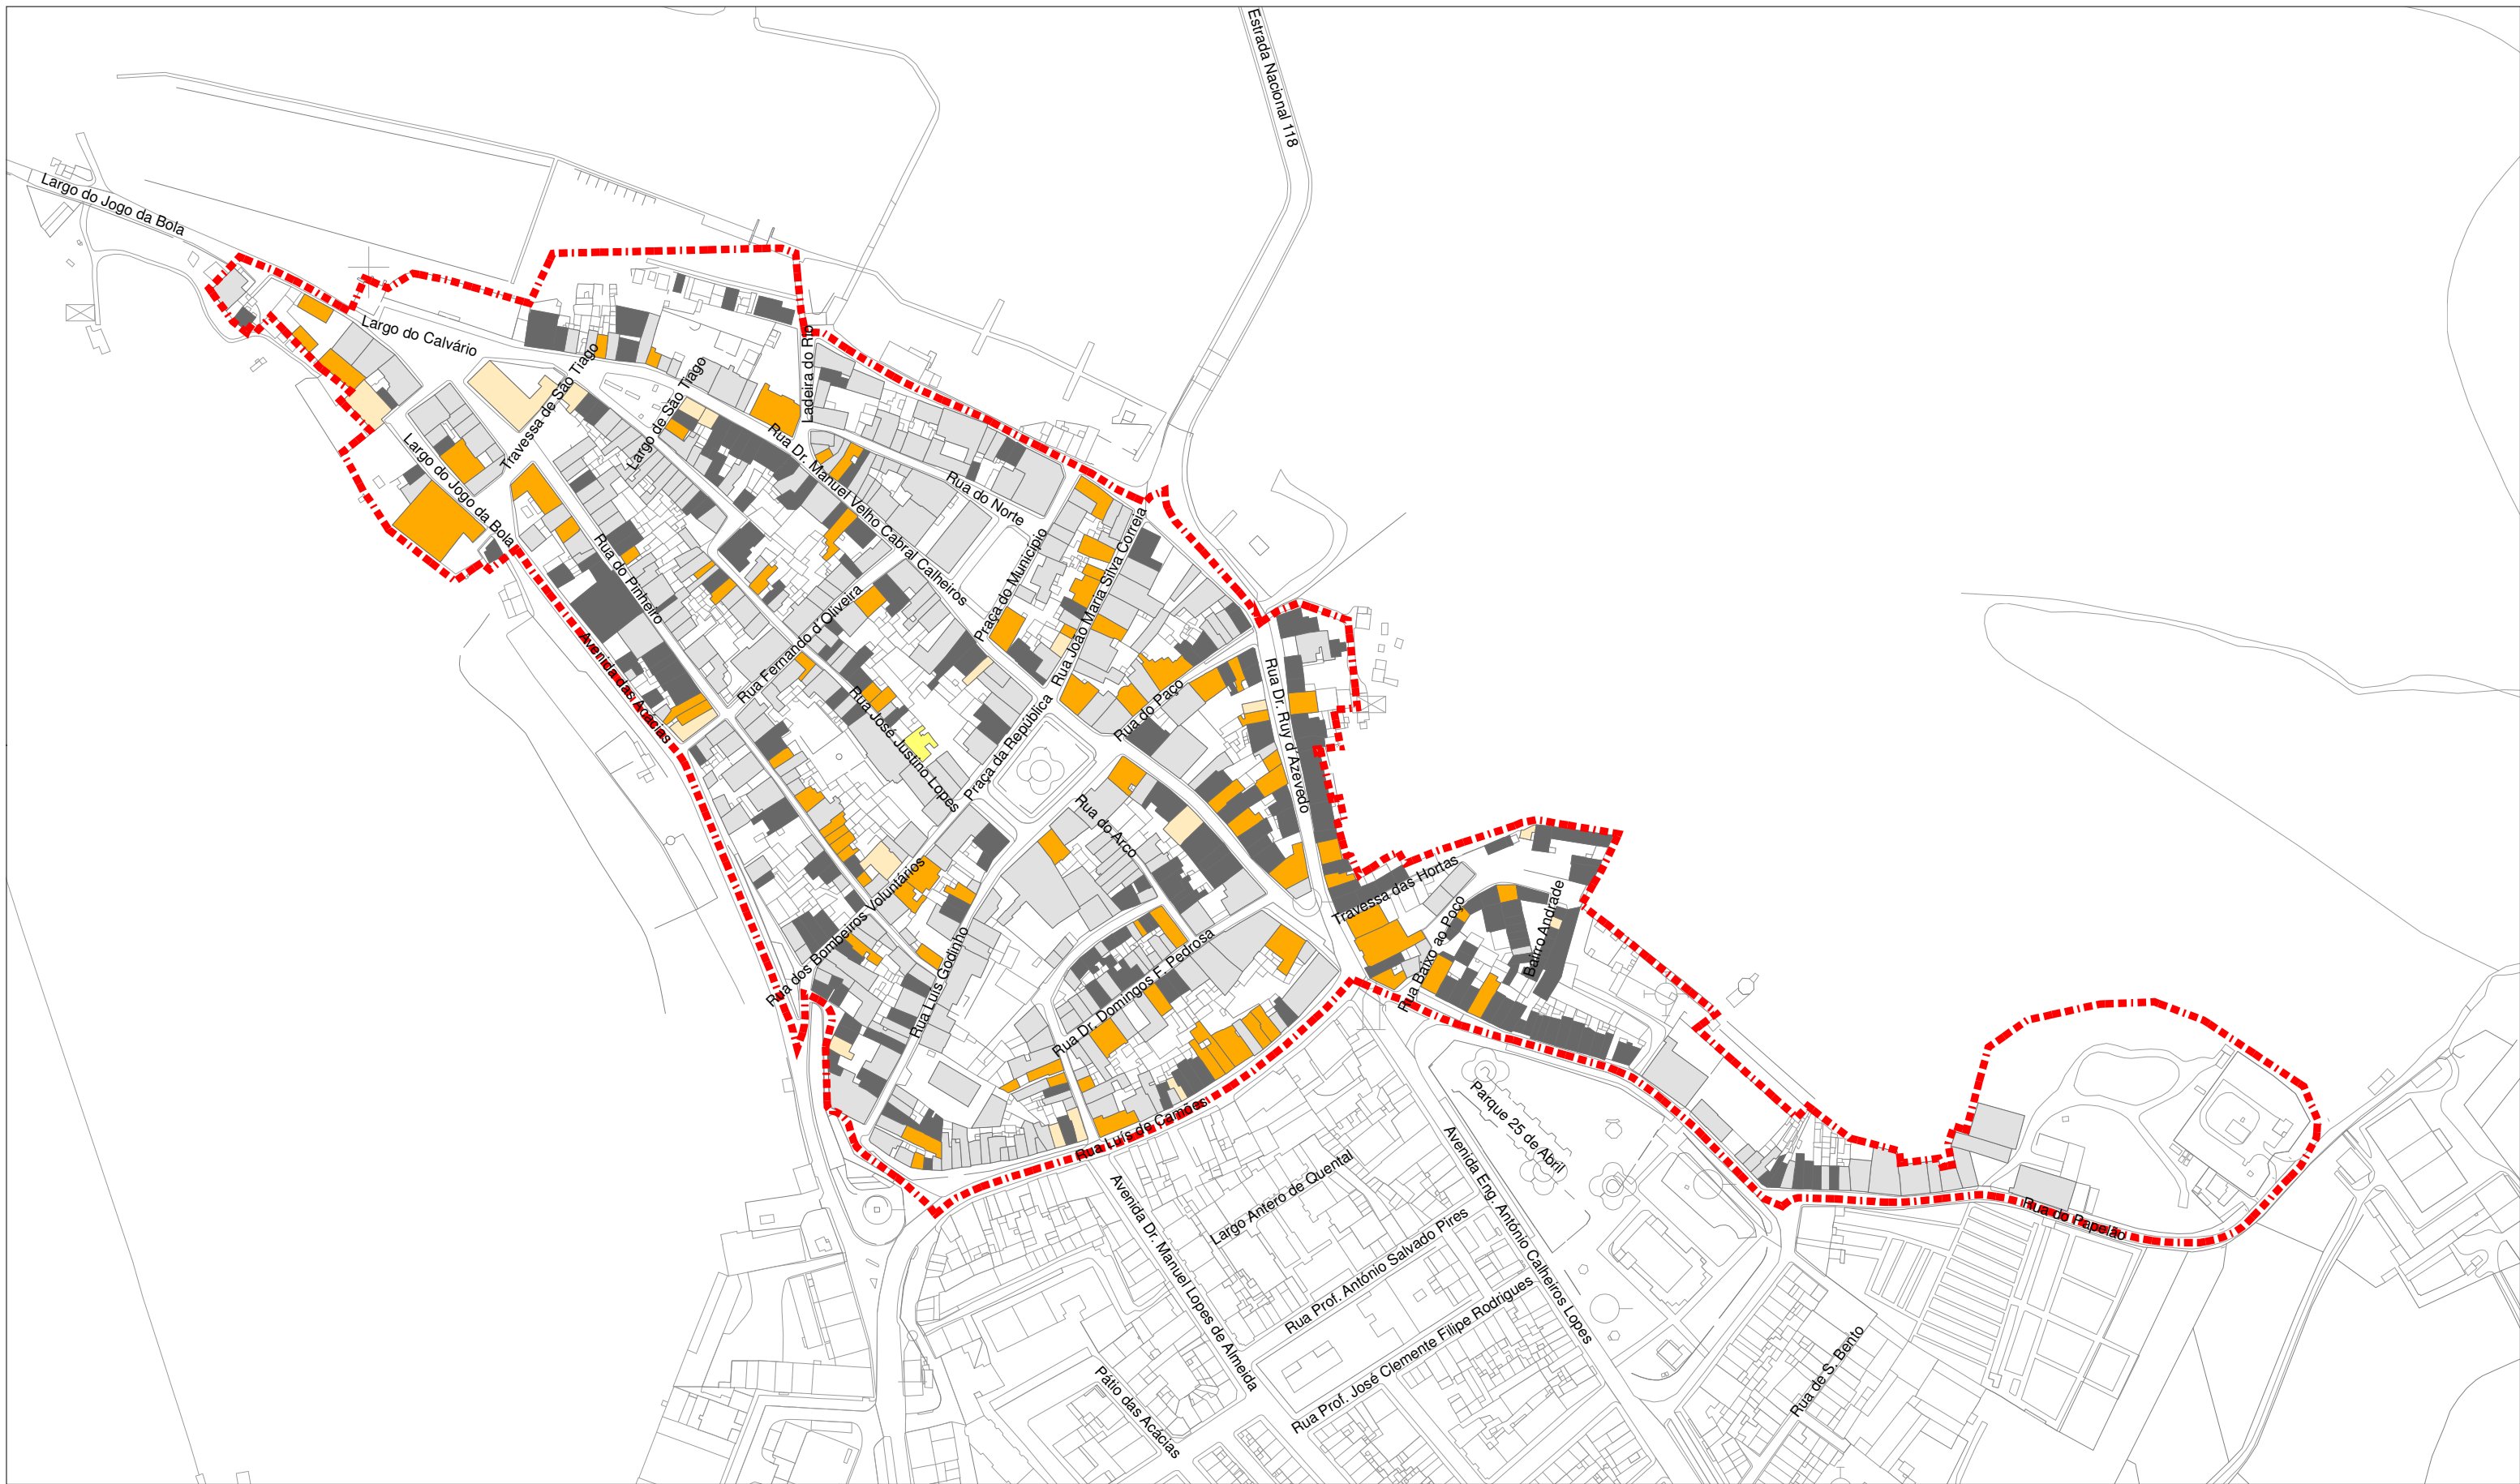 Estrada Nacional 118
Largo do Jogo da Bola
Largo do Calvário
Ladeira do Rio
Travessa de São Tiago
Largo de São Tiago
Rua Dr. Manuel Velho Cabral Calheiros
Largo do Jogo da Bola
Rua do Norte
Rua do Pinheiro
Praça do Município
Rua João Maria Silva Correia
Rua Fernando d'Oliveira
Avenida das Acácias
Rua José Justino Lopes
Praça da República
Rua do Paço
Rua Dr. Ruy d'Azevedo
Rua do Arco
Travessa das Hortas
Rua dos Bombeiros Voluntários
Rua Luís Godinho
Rua Dr. Domingos F. Pedrosa
Rua Baixo ao Poço
Bairro Andrade
Rua Luís de Camões
Parque 25 de Abril
Avenida Eng. António Calheiros Lopes
Largo Antero de Quental
Avenida Dr. Manuel Lopes de Almeida
Rua Prof. António Salvado Pires
Rua Prof. José Clemente Filipe Rodrigues
Rua do Papelão
Rua de S. Bento
Pátio das Acácias